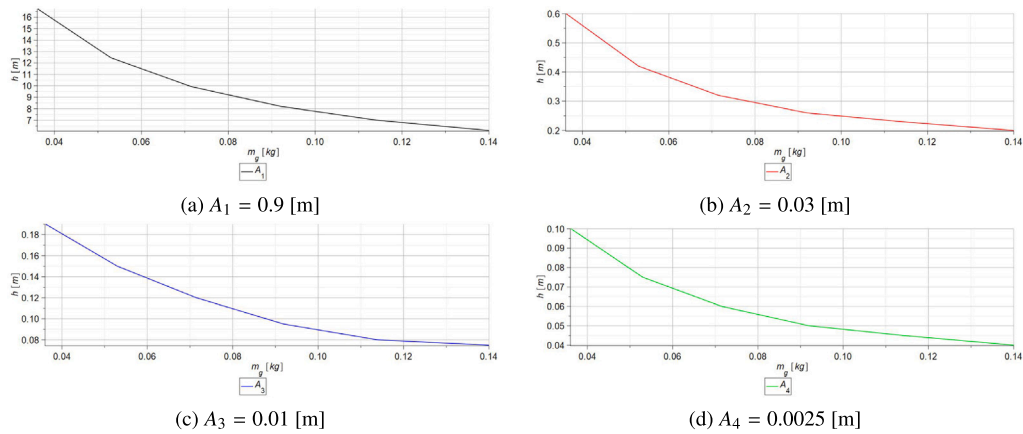 16
15
14
13
12
11
10
9
8
7
h [m]
0.04 0.06 0.08 0.10 0.12 0.14
m_g [kg]
A_1
(a) A_1 = 0.9 [m]
0.6
0.5
0.4
0.3
0.2
h [m]
0.04 0.06 0.08 0.10 0.12 0.14
m_g [kg]
A_2
(b) A_2 = 0.03 [m]
0.18
0.16
0.14
0.12
0.10
0.08
h [m]
0.04 0.06 0.08 0.10 0.12 0.14
m_g [kg]
A_3
(c) A_3 = 0.01 [m]
0.10
0.09
0.08
0.07
0.06
0.05
0.04
h [m]
0.04 0.06 0.08 0.10 0.12 0.14
m_g [kg]
A_4
(d) A_4 = 0.0025 [m]